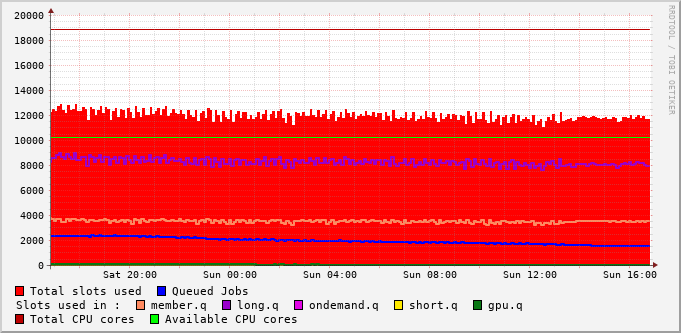 RRDTOOL / TOBI OETIKER
20000
18000
16000
14000
12000
10000
8000
6000
4000
2000
0
Sat 20:00 Sun 00:00 Sun 04:00 Sun 08:00 Sun 12:00 Sun 16:00
Total slots used Queued Jobs
Slots used in : member.q long.q ondemand.q short.q gpu.q
Total CPU cores Available CPU cores